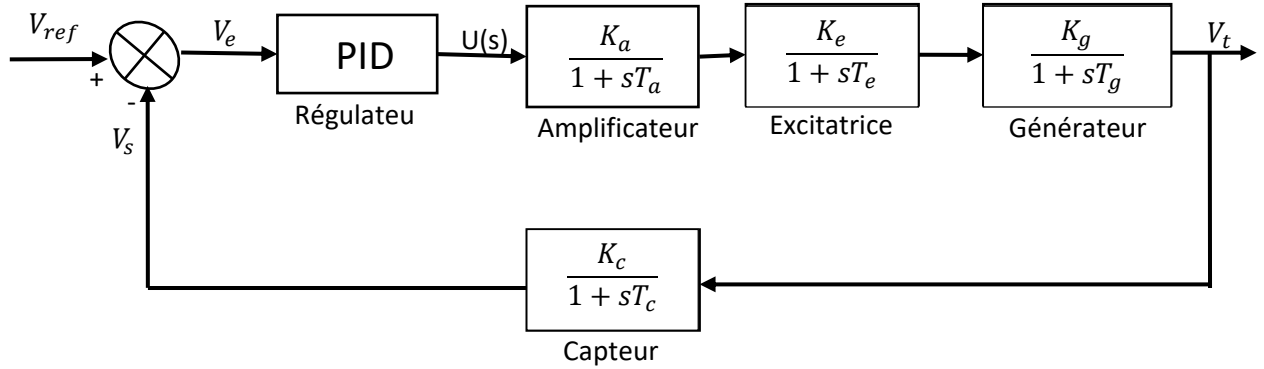 V_ref
+
-
V_e
PID
Régulateu
U(s)
K_a
1 + sT_a
Amplificateur
K_e
1 + sT_e
Excitatrice
K_g
1 + sT_g
Générateur
V_t
V_s
K_c
1 + sT_c
Capteur